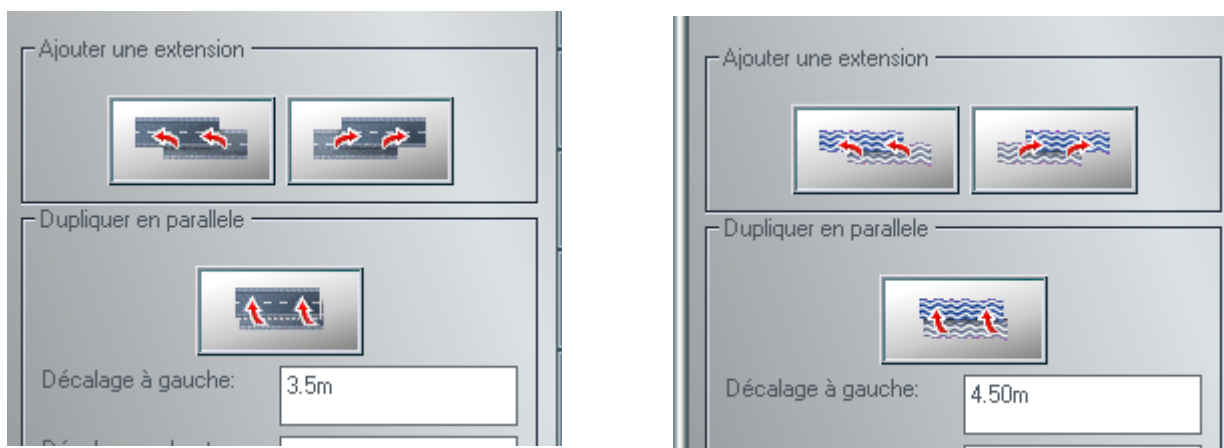 Ajouter une extension
Dupliquer en parallele
Décalage à gauche: 3.5m
Ajouter une extension
Dupliquer en parallele
Décalage à gauche: 4.50m